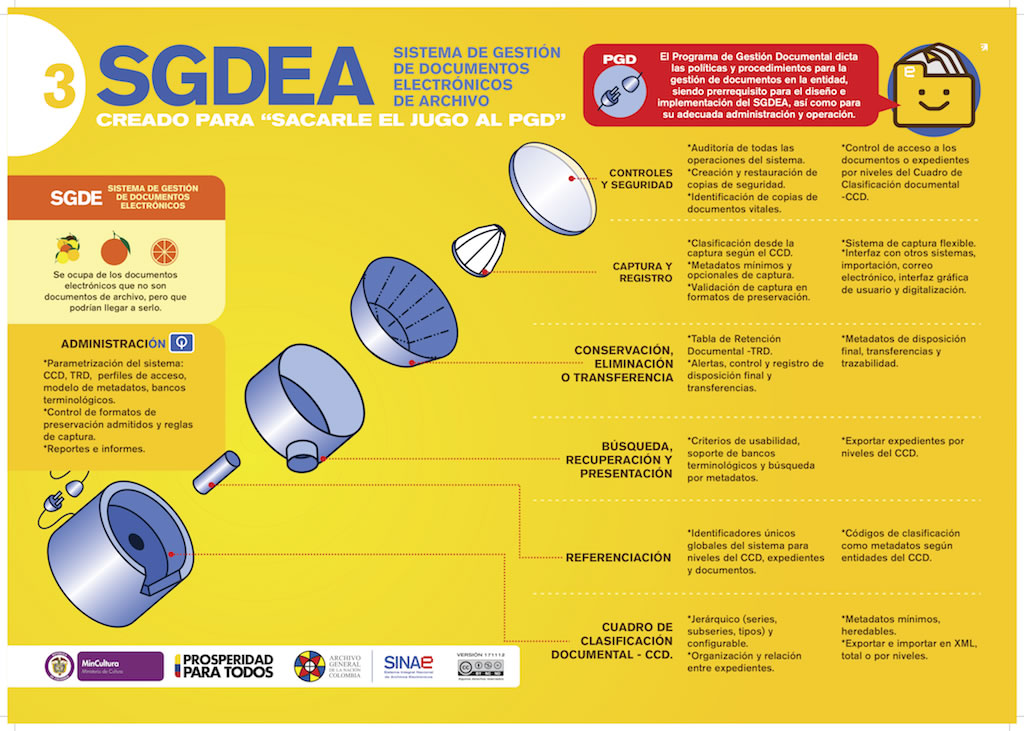 3
SGDEA
SISTEMA DE GESTIÓN
DE DOCUMENTOS
ELECTRÓNICOS
DE ARCHIVO
CREADO PARA “SACARLE EL JUGO AL PGD”
PGD
El Programa de Gestión Documental dicta
las políticas y procedimientos para la
gestión de documentos en la entidad,
siendo prerrequisito para el diseño e
implementación del SGDEA, así como para
su adecuada administración y operación.
e
SGDE
SISTEMA DE GESTIÓN
DE DOCUMENTOS
ELECTRÓNICOS
Se ocupa de los documentos
electrónicos que no son
documentos de archivo, pero que
podrían llegar a serlo.
ADMINISTRACIÓN
*Parametrización del sistema:
CCD, TRD, perfiles de acceso,
modelo de metadatos, bancos
terminológicos.
*Control de formatos de
preservación admitidos y reglas
de captura.
*Reportes e informes.
CONTROLES
Y SEGURIDAD
*Auditoría de todas las
operaciones del sistema.
*Creación y restauración de
copias de seguridad.
*Identificación de copias de
documentos vitales.
*Control de acceso a los
documentos o expedientes
por niveles del Cuadro de
Clasificación documental
-CCD.
CAPTURA Y
REGISTRO
*Clasificación desde la
captura según el CCD.
*Metadatos mínimos y
opcionales de captura.
*Validación de captura en
formatos de preservación.
*Sistema de captura flexible.
*Interfaz con otros sistemas,
importación, correo
electrónico, interfaz gráfica
de usuario y digitalización.
CONSERVACIÓN,
ELIMINACIÓN
O TRANSFERENCIA
*Tabla de Retención
Documental -TRD.
*Alertas, control y registro de
disposición final y
transferencias.
*Metadatos de disposición
final, transferencias y
trazabilidad.
BÚSQUEDA,
RECUPERACIÓN Y
PRESENTACIÓN
*Criterios de usabilidad,
soporte de bancos
terminológicos y búsqueda
por metadatos.
*Exportar expedientes por
niveles del CCD.
REFERENCIACIÓN
*Identificadores únicos
globales del sistema para
niveles del CCD, expedientes
y documentos.
*Códigos de clasificación
como metadatos según
entidades del CCD.
CUADRO DE
CLASIFICACIÓN
DOCUMENTAL - CCD.
*Jerárquico (series,
subseries, tipos) y
configurable.
*Organización y relación
entre expedientes.
*Metadatos mínimos,
heredables.
*Exportar e importar en XML,
total o por niveles.
MinCultura
Ministerio de Cultura
PROSPERIDAD
PARA TODOS
ARCHIVO
GENERAL
DE LA NACIÓN
COLOMBIA
SINAE
Sistema Integral Nacional
de Archivos Electrónicos
VERSIÓN 171112
CC
BY NC ND
Algunos derechos reservados